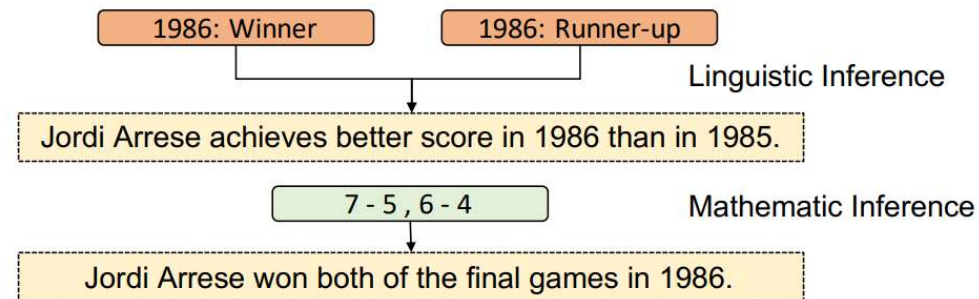 1986: Winner 1986: Runner-up
Linguistic Inference
Jordi Arrese achieves better score in 1986 than in 1985.
7 - 5 , 6 - 4
Mathematic Inference
Jordi Arrese won both of the final games in 1986.